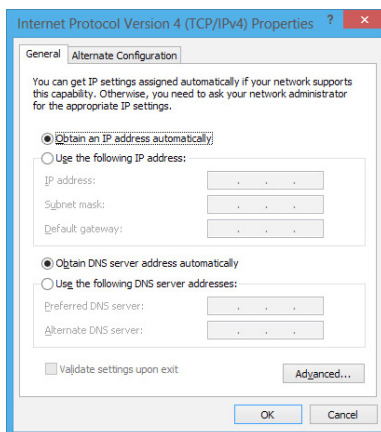 Internet Protocol Version 4 (TCP/IPv4) Properties ? ×
General Alternate Configuration
You can get IP settings assigned automatically if your network supports
this capability. Otherwise, you need to ask your network administrator
for the appropriate IP settings.
Obtain an IP address automatically
Use the following IP address:
IP address:
Subnet mask:
Default gateway:
Obtain DNS server address automatically
Use the following DNS server addresses:
Preferred DNS server:
Alternate DNS server:
Validate settings upon exit
Advanced...
OK Cancel